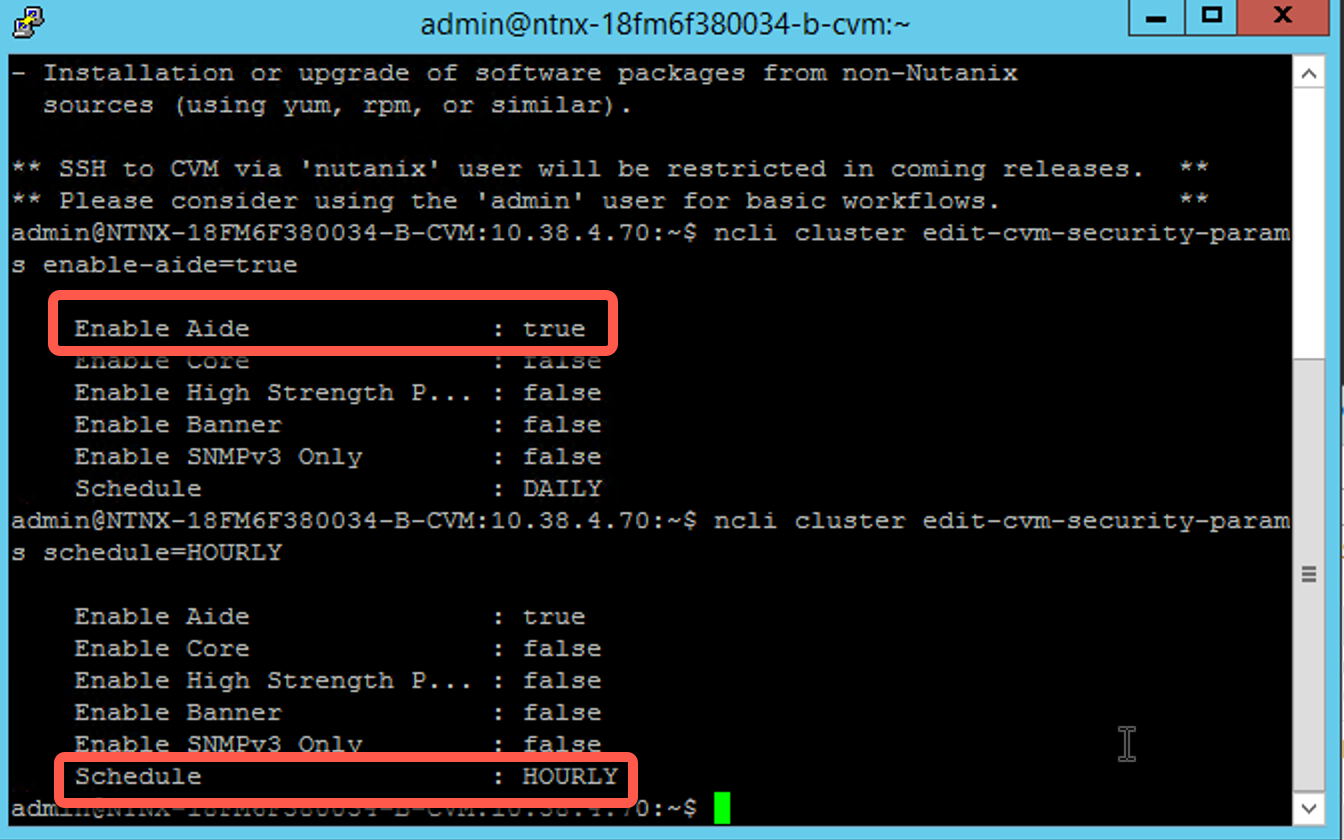 admin@ntnx-18fm6f380034-b-cvm:~
- Installation or upgrade of software packages from non-Nutanix
sources (using yum, rpm, or similar).
** SSH to CVM via 'nutanix' user will be restricted in coming releases.  **
** Please consider using the 'admin' user for basic workflows.           **
admin@NTNX-18FM6F380034-B-CVM:10.38.4.70:~$ ncli cluster edit-cvm-security-param
s enable-aide=true
Enable Aide               : true
Enable Core               : false
Enable High Strength P... : false
Enable Banner             : false
Enable SNMPv3 Only        : false
Schedule                  : DAILY
admin@NTNX-18FM6F380034-B-CVM:10.38.4.70:~$ ncli cluster edit-cvm-security-param
s schedule=HOURLY
Enable Aide               : true
Enable Core               : false
Enable High Strength P... : false
Enable Banner             : false
Enable SNMPv3 Only        : false
Schedule                  : HOURLY
admin@NTNX-18FM6F380034-B-CVM:10.38.4.70:~$